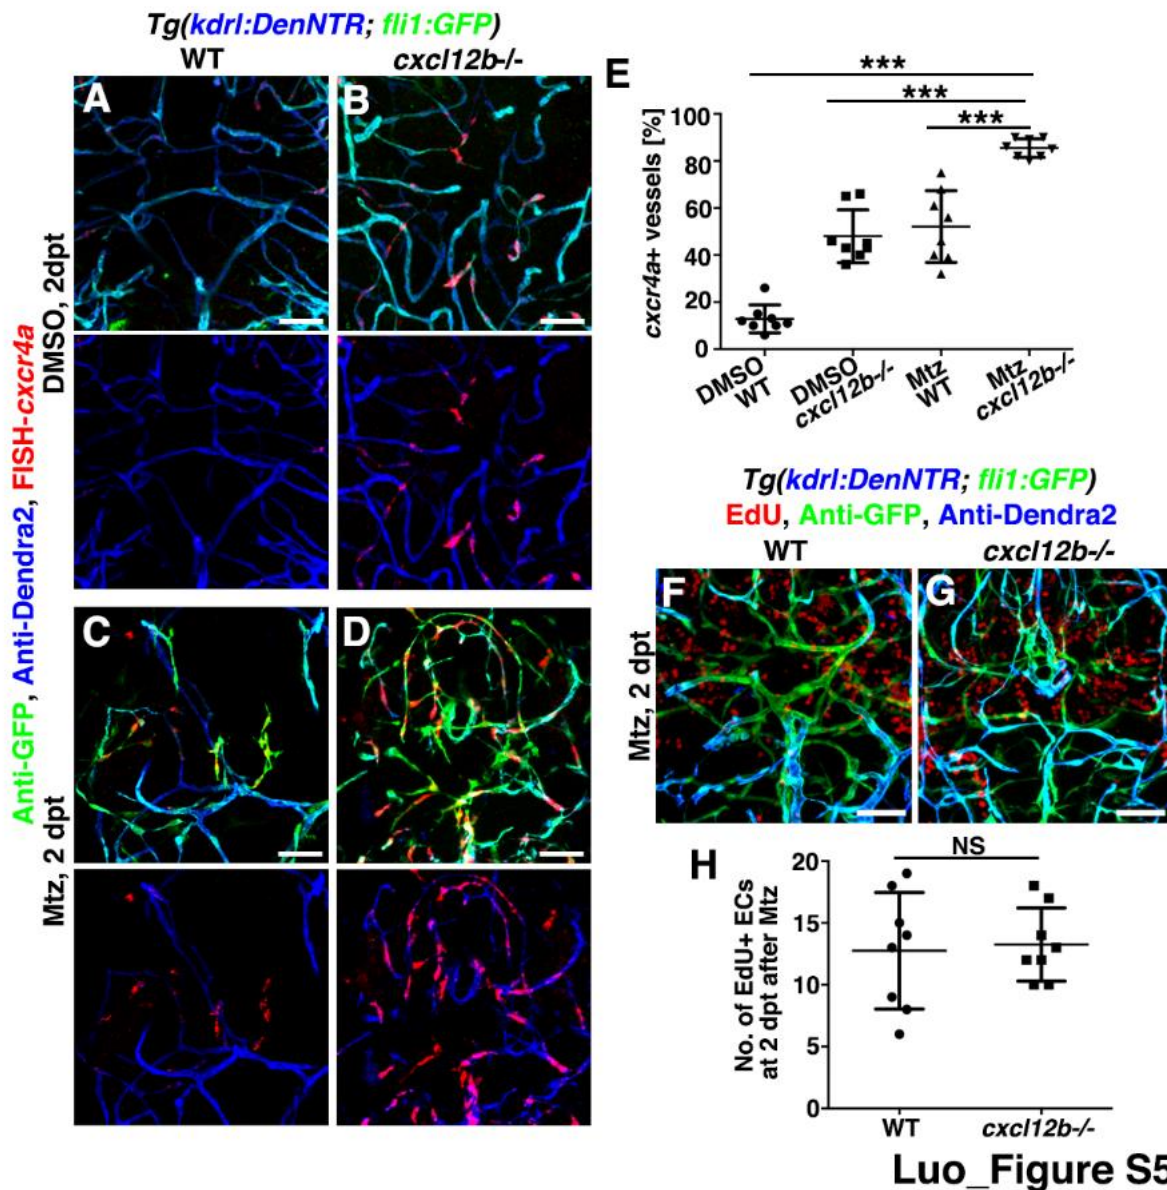 Tg(kdrl:DenNTR; fli1:GFP)
WT
cxcl12b-/-
Anti-GFP, Anti-Dendra2, FISH-cxcr4a
DMSO, 2dpt
A
B
Mtz, 2 dpt
C
D
E
cxcr4a+ vessels [%]
***
***
***
100
80
60
40
20
0
DMSO
WT
DMSO
cxcl12b-/-
Mtz
WT
Mtz
cxcl12b-/-
Tg(kdrl:DenNTR; fli1:GFP)
EdU, Anti-GFP, Anti-Dendra2
WT
cxcl12b-/-
Mtz, 2 dpt
F
G
H
No. of EdU+ ECs
at 2 dpt after Mtz
NS
20
15
10
5
0
WT
cxcl12b-/-
Luo_Figure S5